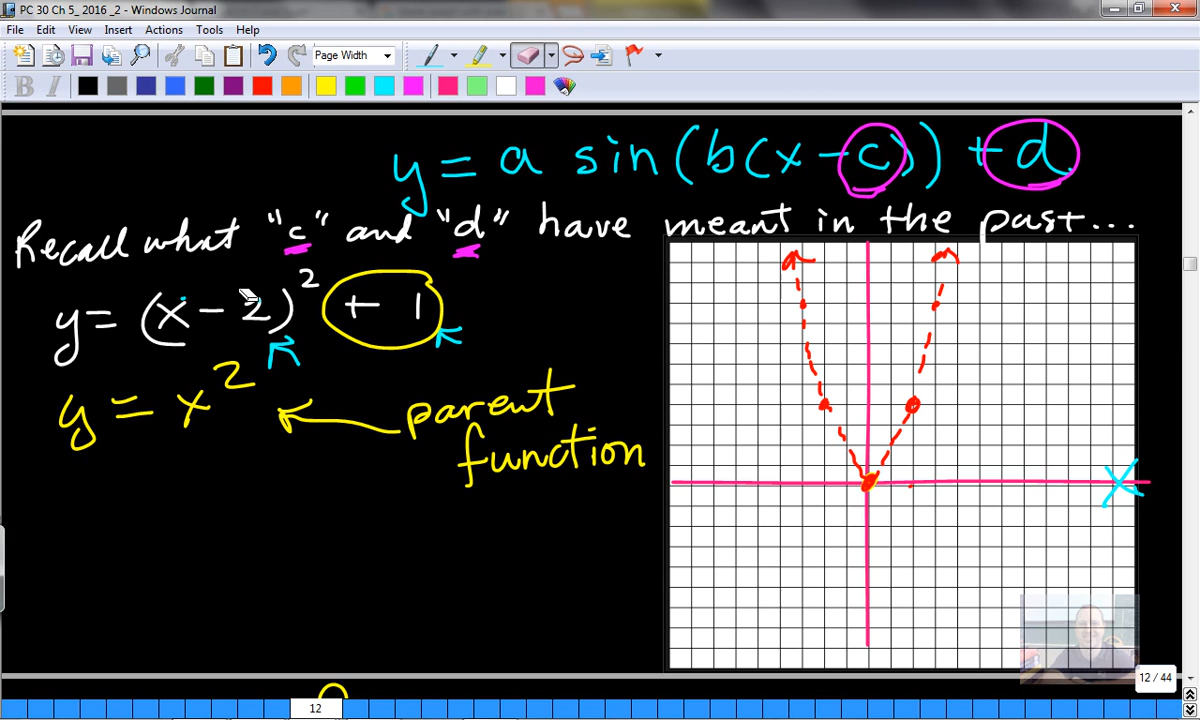 PC 30 Ch 5_ 2016 _2 - Windows Journal
File Edit View Insert Actions Tools Help
Page Width
B I
y = a sin(b(x - c)) + d
Recall what "c" and "d" have meant in the past...
y = (x - 2)² + 1
y = x² ← parent
function
X
12 / 44
12